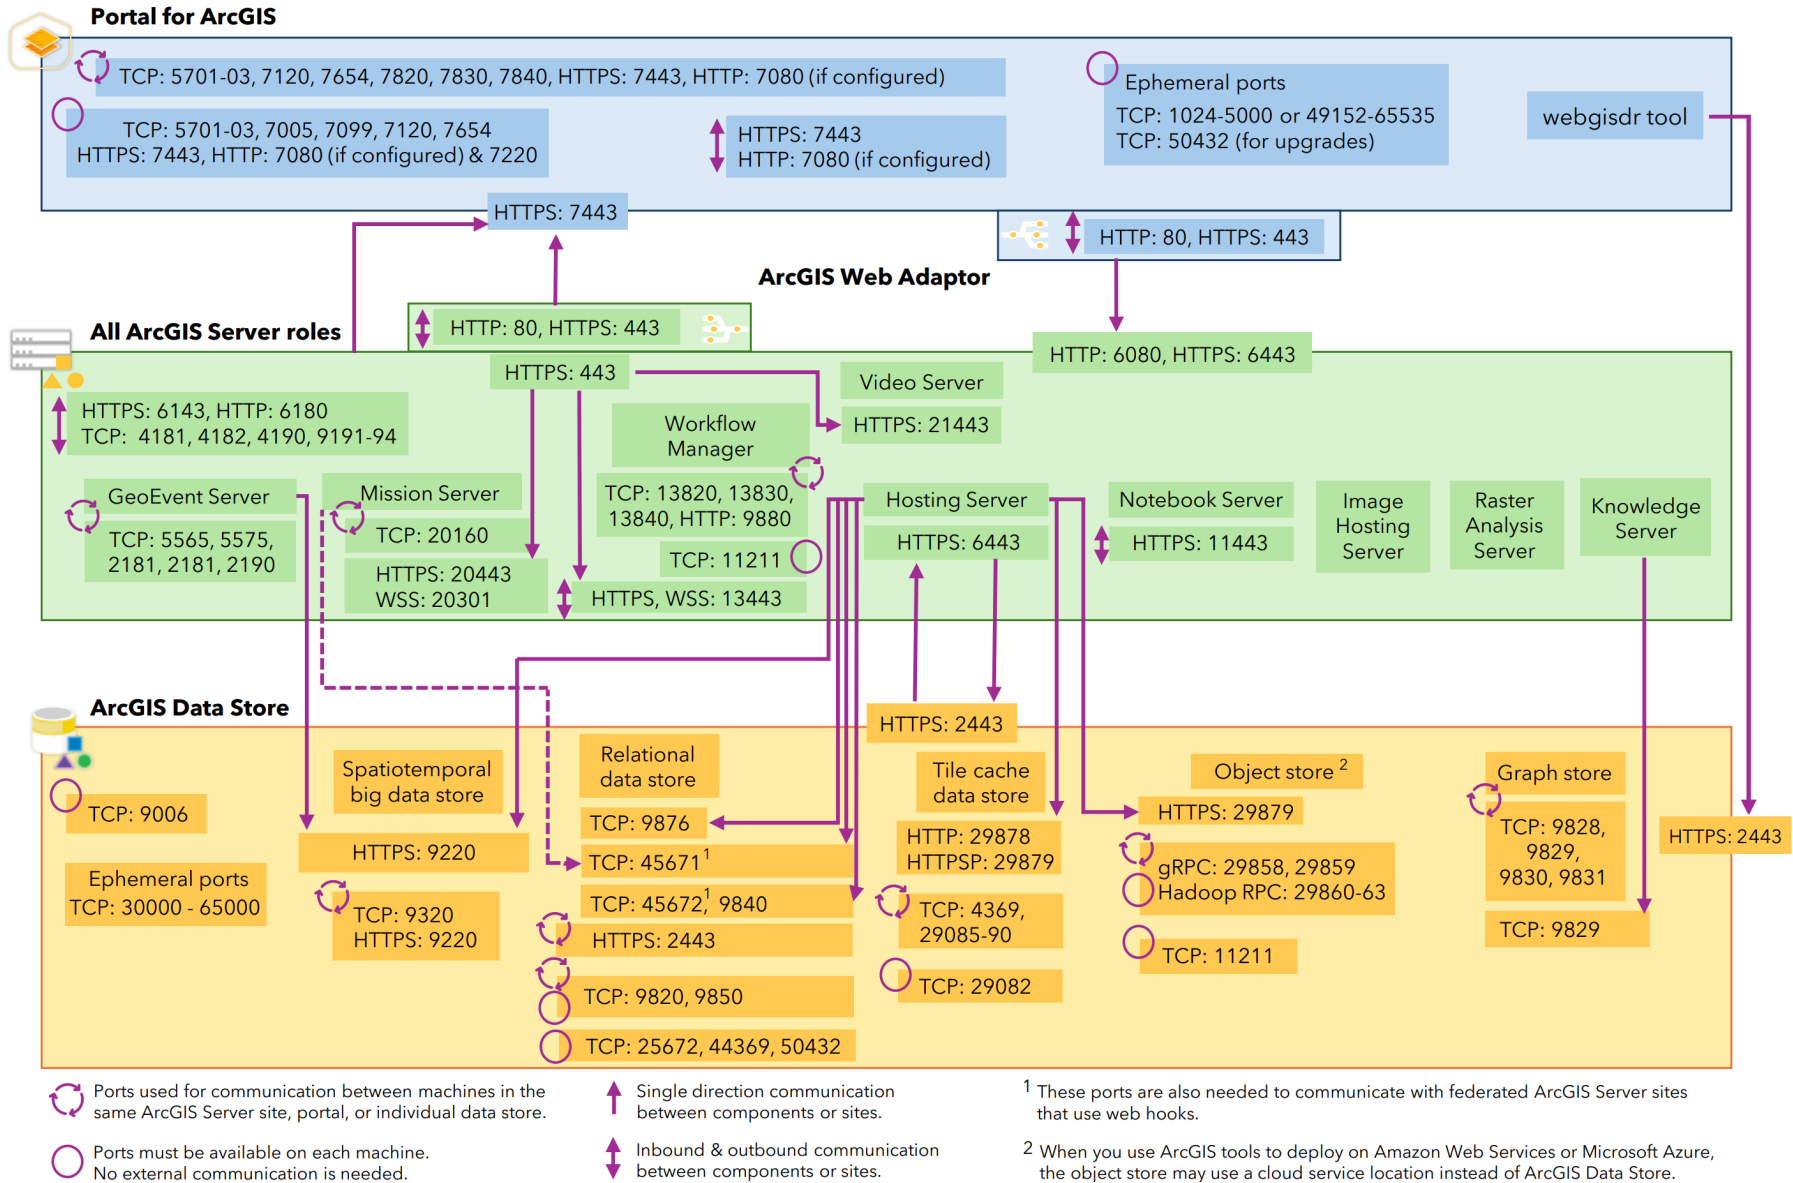 Portal for ArcGIS
TCP: 5701-03, 7120, 7654, 7820, 7830, 7840, HTTPS: 7443, HTTP: 7080 (if configured)
TCP: 5701-03, 7005, 7099, 7120, 7654
HTTPS: 7443, HTTP: 7080 (if configured) & 7220
HTTPS: 7443
HTTP: 7080 (if configured)
Ephemeral ports
TCP: 1024-5000 or 49152-65535
TCP: 50432 (for upgrades)
webgisdr tool
HTTPS: 7443
HTTP: 80, HTTPS: 443
ArcGIS Web Adaptor
HTTP: 80, HTTPS: 443
All ArcGIS Server roles
HTTP: 6080, HTTPS: 6443
HTTPS: 443
Video Server
HTTPS: 21443
HTTPS: 6143, HTTP: 6180
TCP: 4181, 4182, 4190, 9191-94
Workflow
Manager
TCP: 13820, 13830,
13840, HTTP: 9880
TCP: 11211
HTTPS, WSS: 13443
GeoEvent Server
TCP: 5565, 5575,
2181, 2181, 2190
Mission Server
TCP: 20160
HTTPS: 20443
WSS: 20301
Hosting Server
HTTPS: 6443
Notebook Server
HTTPS: 11443
Image
Hosting
Server
Raster
Analysis
Server
Knowledge
Server
ArcGIS Data Store
HTTPS: 2443
TCP: 9006
Ephemeral ports
TCP: 30000 - 65000
Spatiotemporal
big data store
HTTPS: 9220
TCP: 9320
HTTPS: 9220
Relational
data store
TCP: 9876
TCP: 45671¹
TCP: 45672,¹ 9840
HTTPS: 2443
TCP: 9820, 9850
TCP: 25672, 44369, 50432
Tile cache
data store
HTTP: 29878
HTTPSP: 29879
TCP: 4369,
29085-90
TCP: 29082
Object store ²
HTTPS: 29879
gRPC: 29858, 29859
Hadoop RPC: 29860-63
TCP: 11211
Graph store
TCP: 9828,
9829,
9830, 9831
TCP: 9829
HTTPS: 2443
Ports used for communication between machines in the
same ArcGIS Server site, portal, or individual data store.
Ports must be available on each machine.
No external communication is needed.
Single direction communication
between components or sites.
Inbound & outbound communication
between components or sites.
¹ These ports are also needed to communicate with federated ArcGIS Server sites
that use web hooks.
² When you use ArcGIS tools to deploy on Amazon Web Services or Microsoft Azure,
the object store may use a cloud service location instead of ArcGIS Data Store.